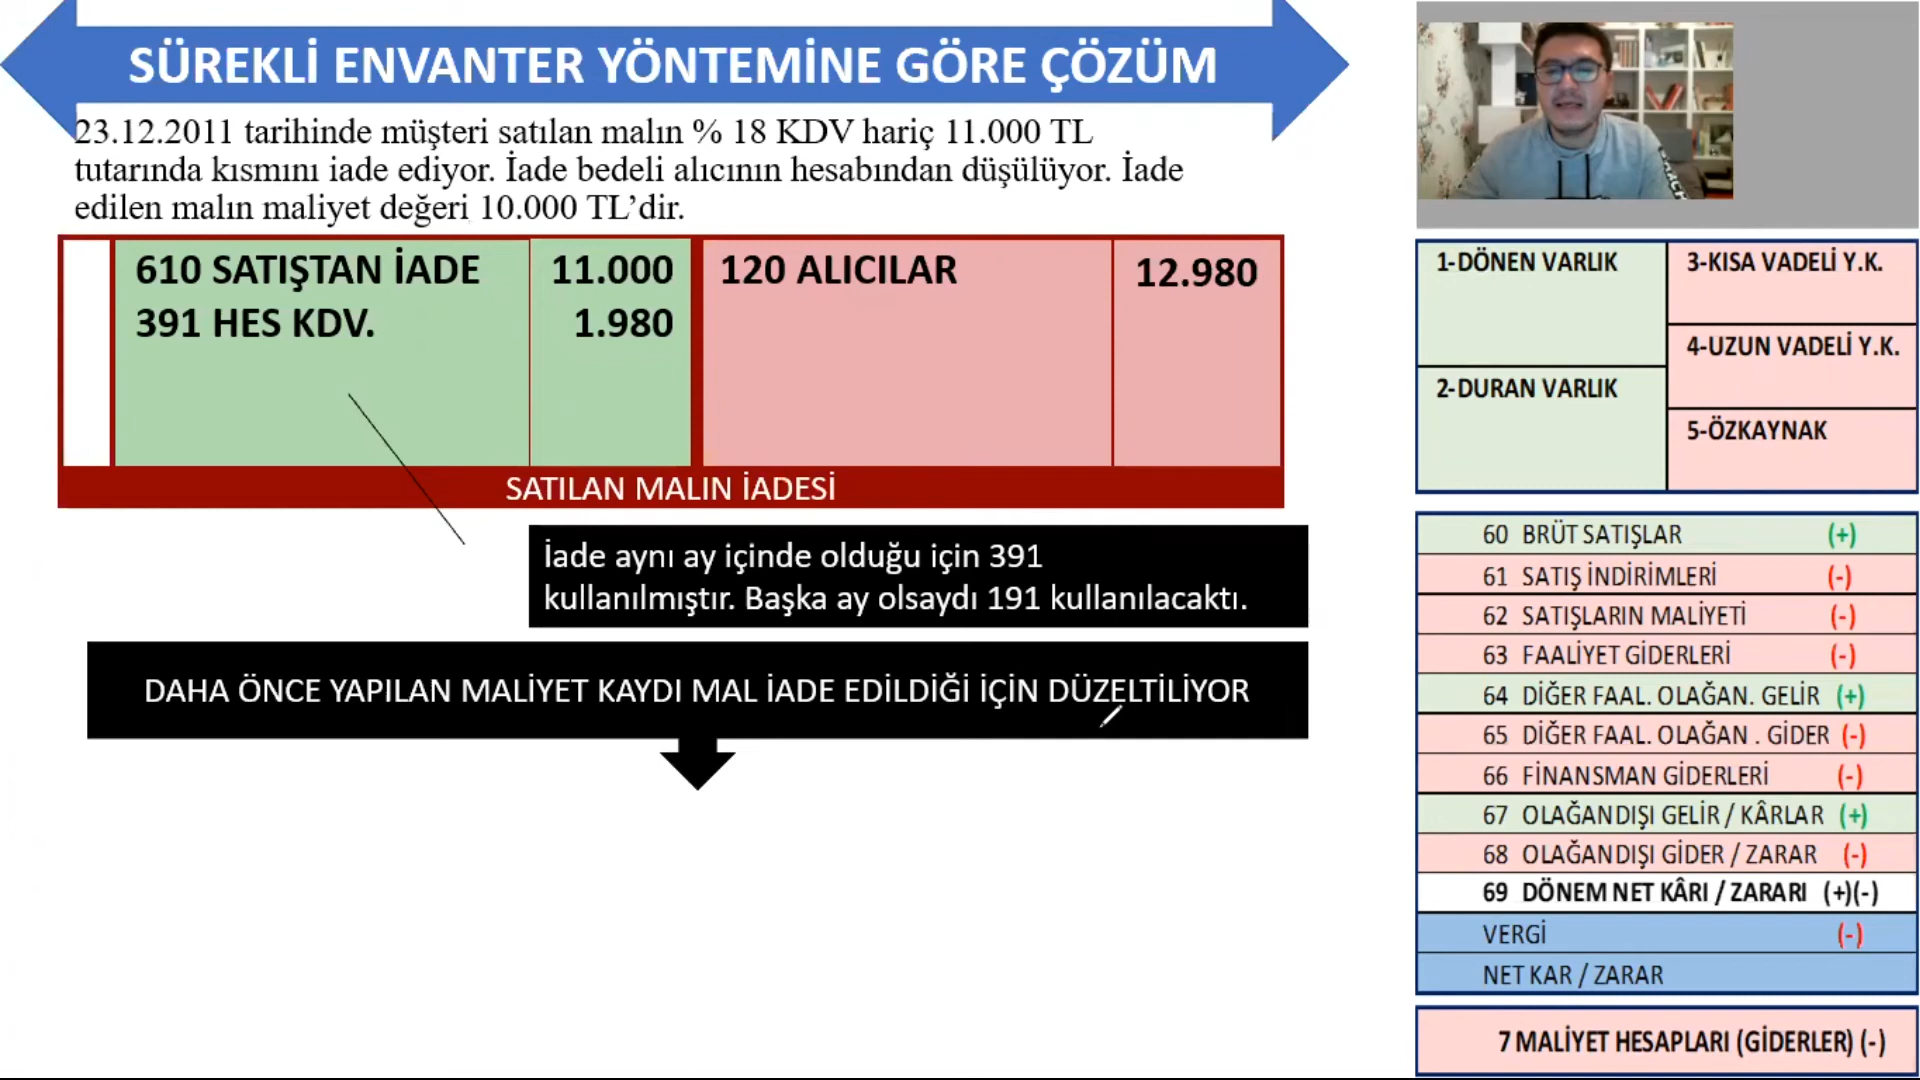 SÜREKLİ ENVANTER YÖNTEMİNE GÖRE ÇÖZÜM
23.12.2011 tarihinde müşteri satılan malın % 18 KDV hariç 11.000 TL
tutarında kısmını iade ediyor. İade bedeli alıcının hesabından düşülüyor. İade
edilen malın maliyet değeri 10.000 TL’dir.
610 SATIŞTAN İADE 11.000 120 ALICILAR 12.980
391 HES KDV. 1.980
SATILAN MALIN İADESİ
İade aynı ay içinde olduğu için 391
kullanılmıştır. Başka ay olsaydı 191 kullanılacaktı.
DAHA ÖNCE YAPILAN MALİYET KAYDI MAL İADE EDİLDİĞİ İÇİN DÜZELTİLİYOR
1-DÖNEN VARLIK
2-DURAN VARLIK
3-KISA VADELİ Y.K.
4-UZUN VADELİ Y.K.
5-ÖZKAYNAK
60 BRÜT SATIŞLAR (+)
61 SATIŞ İNDİRİMLERİ (-)
62 SATIŞLARIN MALİYETİ (-)
63 FAALİYET GİDERLERİ (-)
64 DİĞER FAAL. OLAĞAN. GELİR (+)
65 DİĞER FAAL. OLAĞAN . GİDER (-)
66 FİNANSMAN GİDERLERİ (-)
67 OLAĞANDIŞI GELİR / KÂRLAR (+)
68 OLAĞANDIŞI GİDER / ZARAR (-)
69 DÖNEM NET KÂRI / ZARARI (+)(-)
VERGİ (-)
NET KAR / ZARAR
7 MALİYET HESAPLARI (GİDERLER) (-)